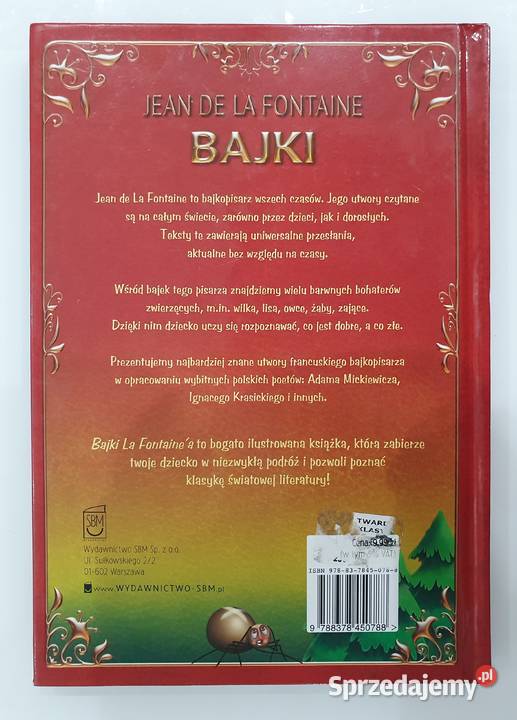 JEAN DE LA FONTAINE
BAJKI
Jean de La Fontaine to bajkopisarz wszech czasów. Jego utwory czytane
są na całym świecie, zarówno przez dzieci, jak i dorosłych.
Teksty te zawierają uniwersalne przesłania,
aktualne bez względu na czasy.
Wśród bajek tego pisarza znajdziemy wielu barwnych bohaterów
zwierzęcych, m.in. wilka, lisa, owce, żaby, zające.
Dzięki nim dziecko uczy się rozpoznawać, co jest dobre, a co złe.
Prezentujemy najbardziej znane utwory francuskiego bajkopisarza
w opracowaniu wybitnych polskich poetów: Adama Mickiewicza,
Ignacego Krasickiego i innych.
Bajki La Fontaine'a to bogato ilustrowana książka, która zabierze
twoje dziecko w niezwykłą podróż i pozwoli poznać
klasykę światowej literatury!
SBM
Wydawnictwo SBM Sp. z o.o.
Ul. Sułkowskiego 2/2
01-602 Warszawa
www.WYDAWNICTWO-SBM.pl
TWARD
KLAS
Cena
(w tym 5% VAT)
ISBN 978-83-7845-078-8
9 788378 450788 >
Sprzedajemy.pl